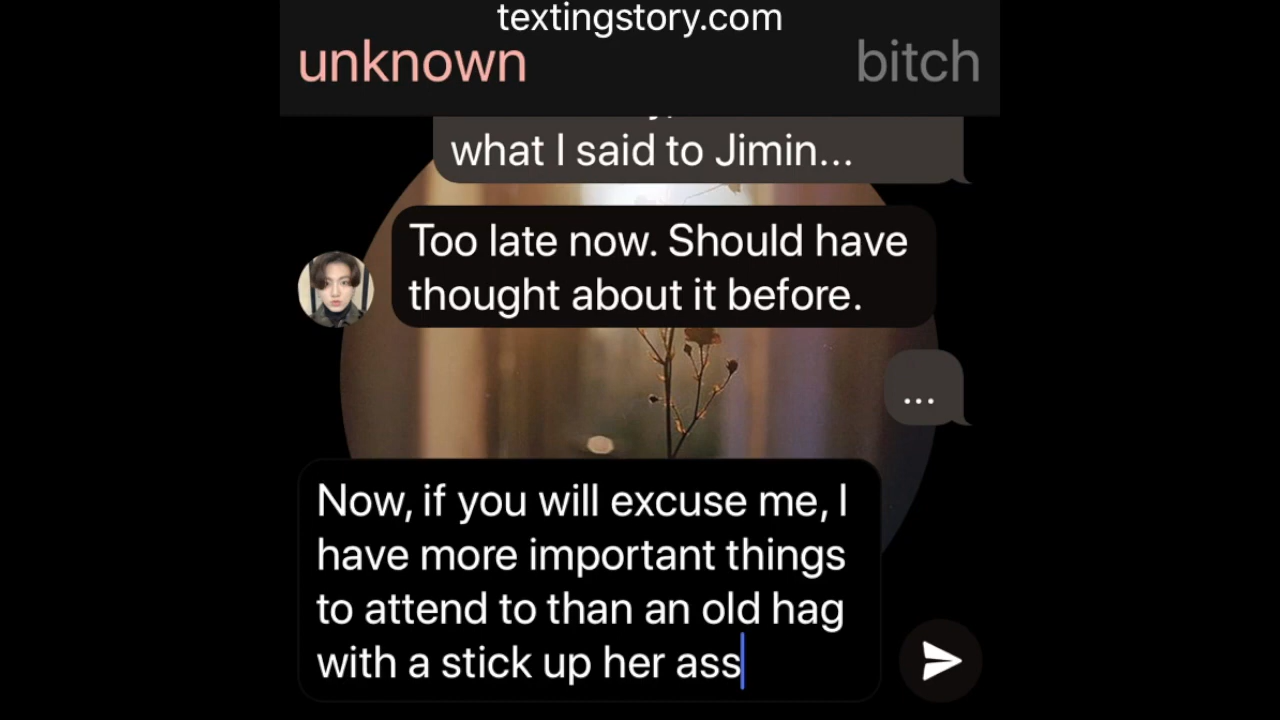 textingstory.com
unknown
bitch
what I said to Jimin...
Too late now. Should have
thought about it before.
...
Now, if you will excuse me, I
have more important things
to attend to than an old hag
with a stick up her ass